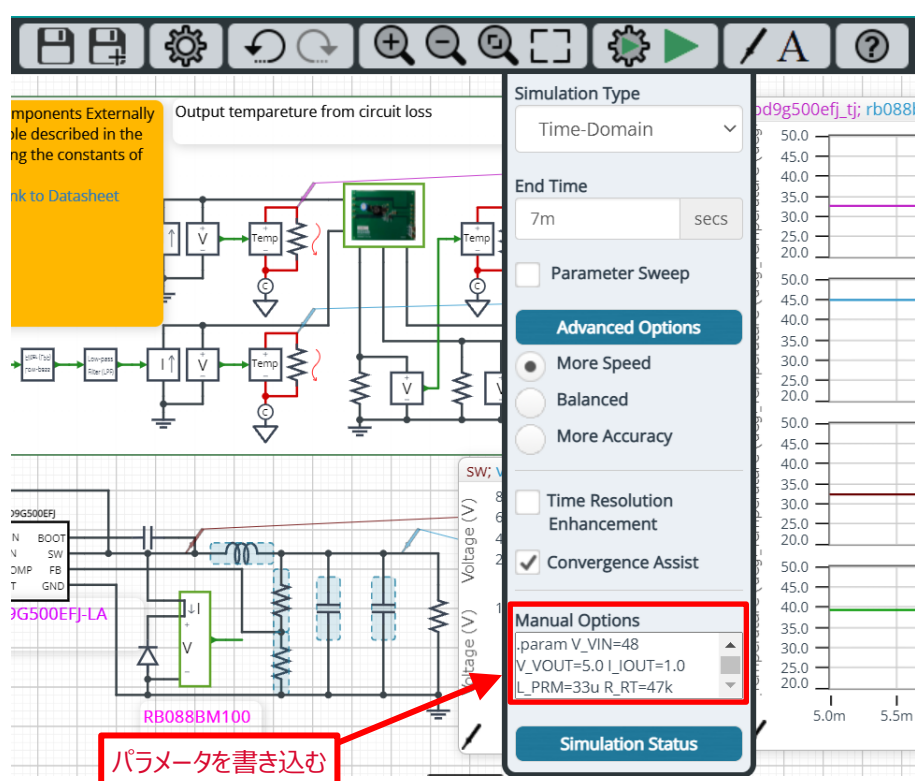 A
?
mponents Externally
ple described in the
ng the constants of
nk to Datasheet
Output tempareture from circuit loss
V
Temp
C
Temp
C
I
V
Temp
C
V
Low-pass
Filter (LPF)
Simulation Type
Time-Domain
End Time
7m
secs
Parameter Sweep
Advanced Options
More Speed
Balanced
More Accuracy
Time Resolution
Enhancement
Convergence Assist
Manual Options
.param V_VIN=48
V_VOUT=5.0 I_IOUT=1.0
L_PRM=33u R_RT=47k
Simulation Status
bd9g500efj_tj; rb088
50.0
45.0
40.0
35.0
30.0
25.0
20.0
50.0
45.0
40.0
35.0
30.0
25.0
20.0
50.0
45.0
40.0
35.0
30.0
25.0
20.0
50.0
45.0
40.0
35.0
30.0
25.0
20.0
5.0m
5.5m
D9G500EFJ
N BOOT
N SW
OMP FB
T GND
9G500EFJ-LA
I
V
RB088BM100
sw; v
Voltage (V)
8
6
4
2
Voltage (V)
1
パラメータを書き込む